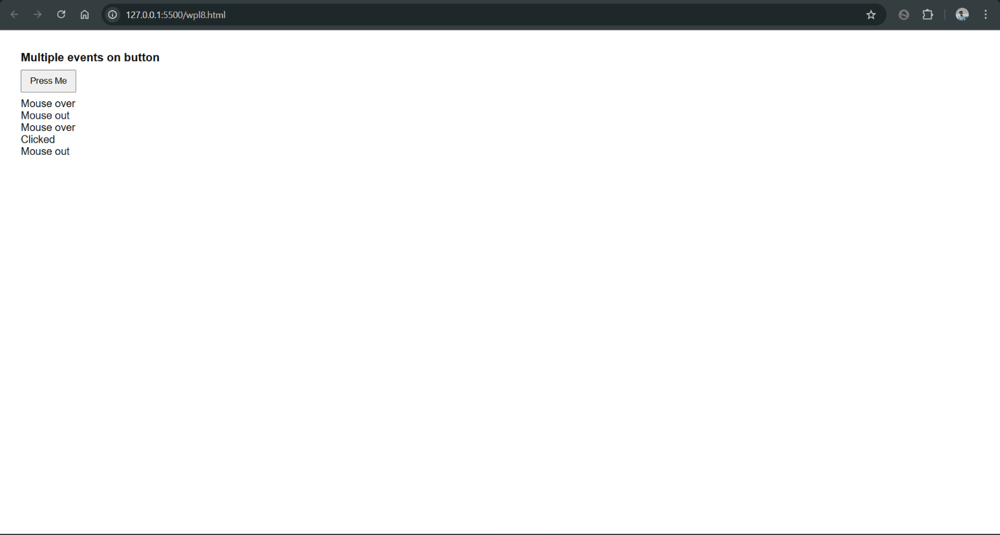 127.0.0.1:5500/wpl8.html
Multiple events on button
Press Me
Mouse over
Mouse out
Mouse over
Clicked
Mouse out